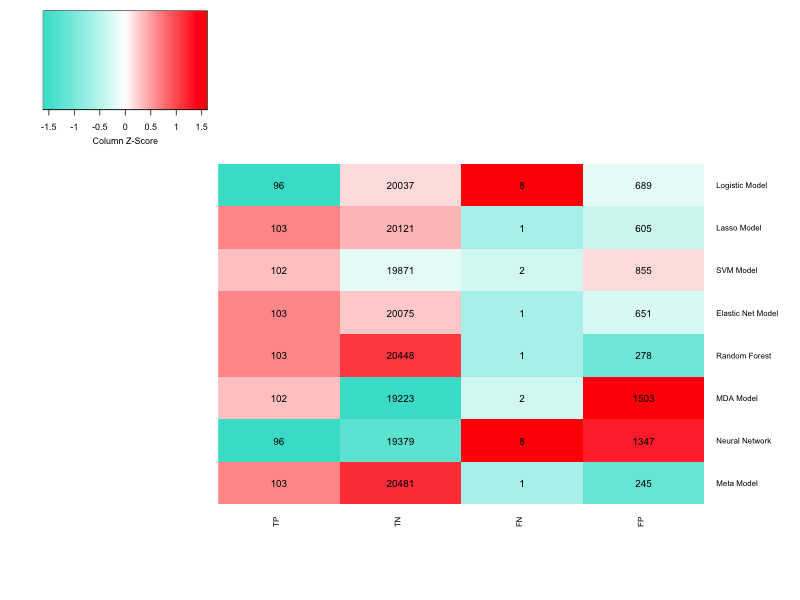 -1.5 -1 -0.5 0 0.5 1 1.5
Column Z-Score
96 20037 8 689 Logistic Model
103 20121 1 605 Lasso Model
102 19871 2 855 SVM Model
103 20075 1 651 Elastic Net Model
103 20448 1 278 Random Forest
102 19223 2 1503 MDA Model
96 19379 8 1347 Neural Network
103 20481 1 245 Meta Model
TP TN FN FP